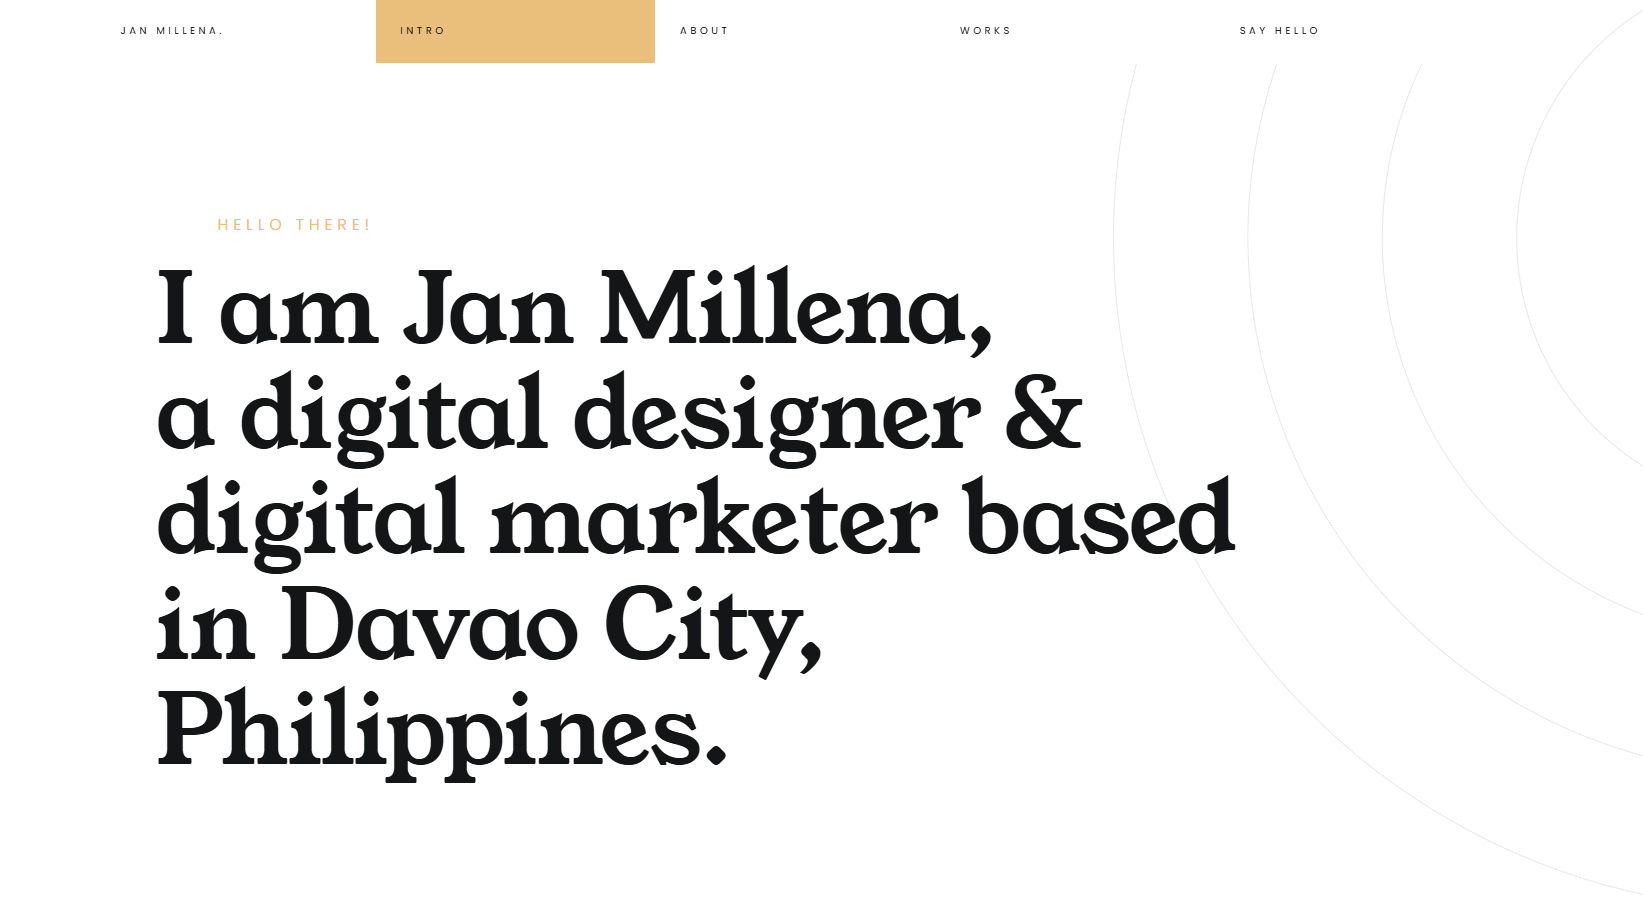 JAN MILLENA.
INTRO
ABOUT
WORKS
SAY HELLO
HELLO THERE!
I am Jan Millena,
a digital designer &
digital marketer based
in Davao City,
Philippines.